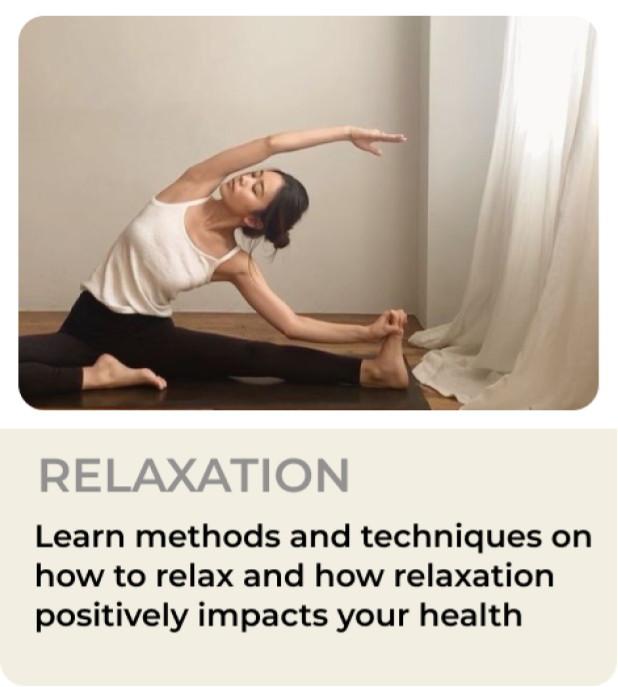 RELAXATION
Learn methods and techniques on
how to relax and how relaxation
positively impacts your health